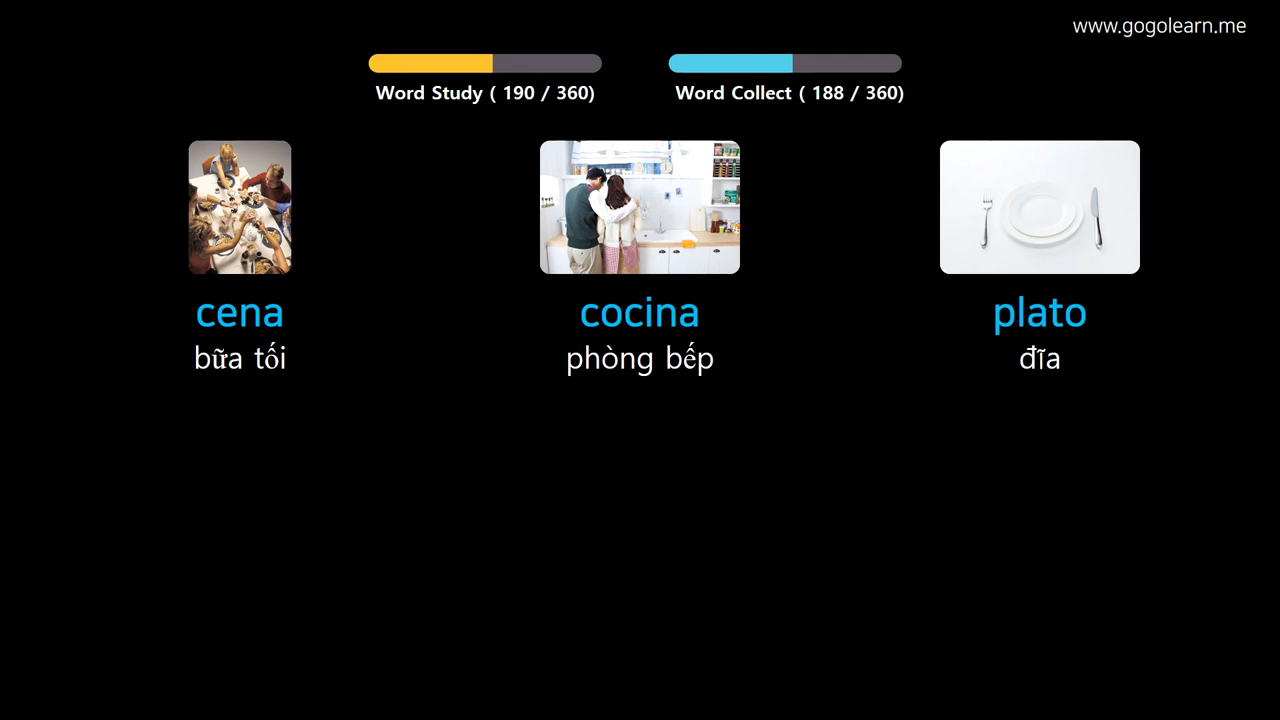 www.gogolearn.me
Word Study ( 190 / 360)
Word Collect ( 188 / 360)
cena
bữa tối
cocina
phòng bếp
plato
đĩa